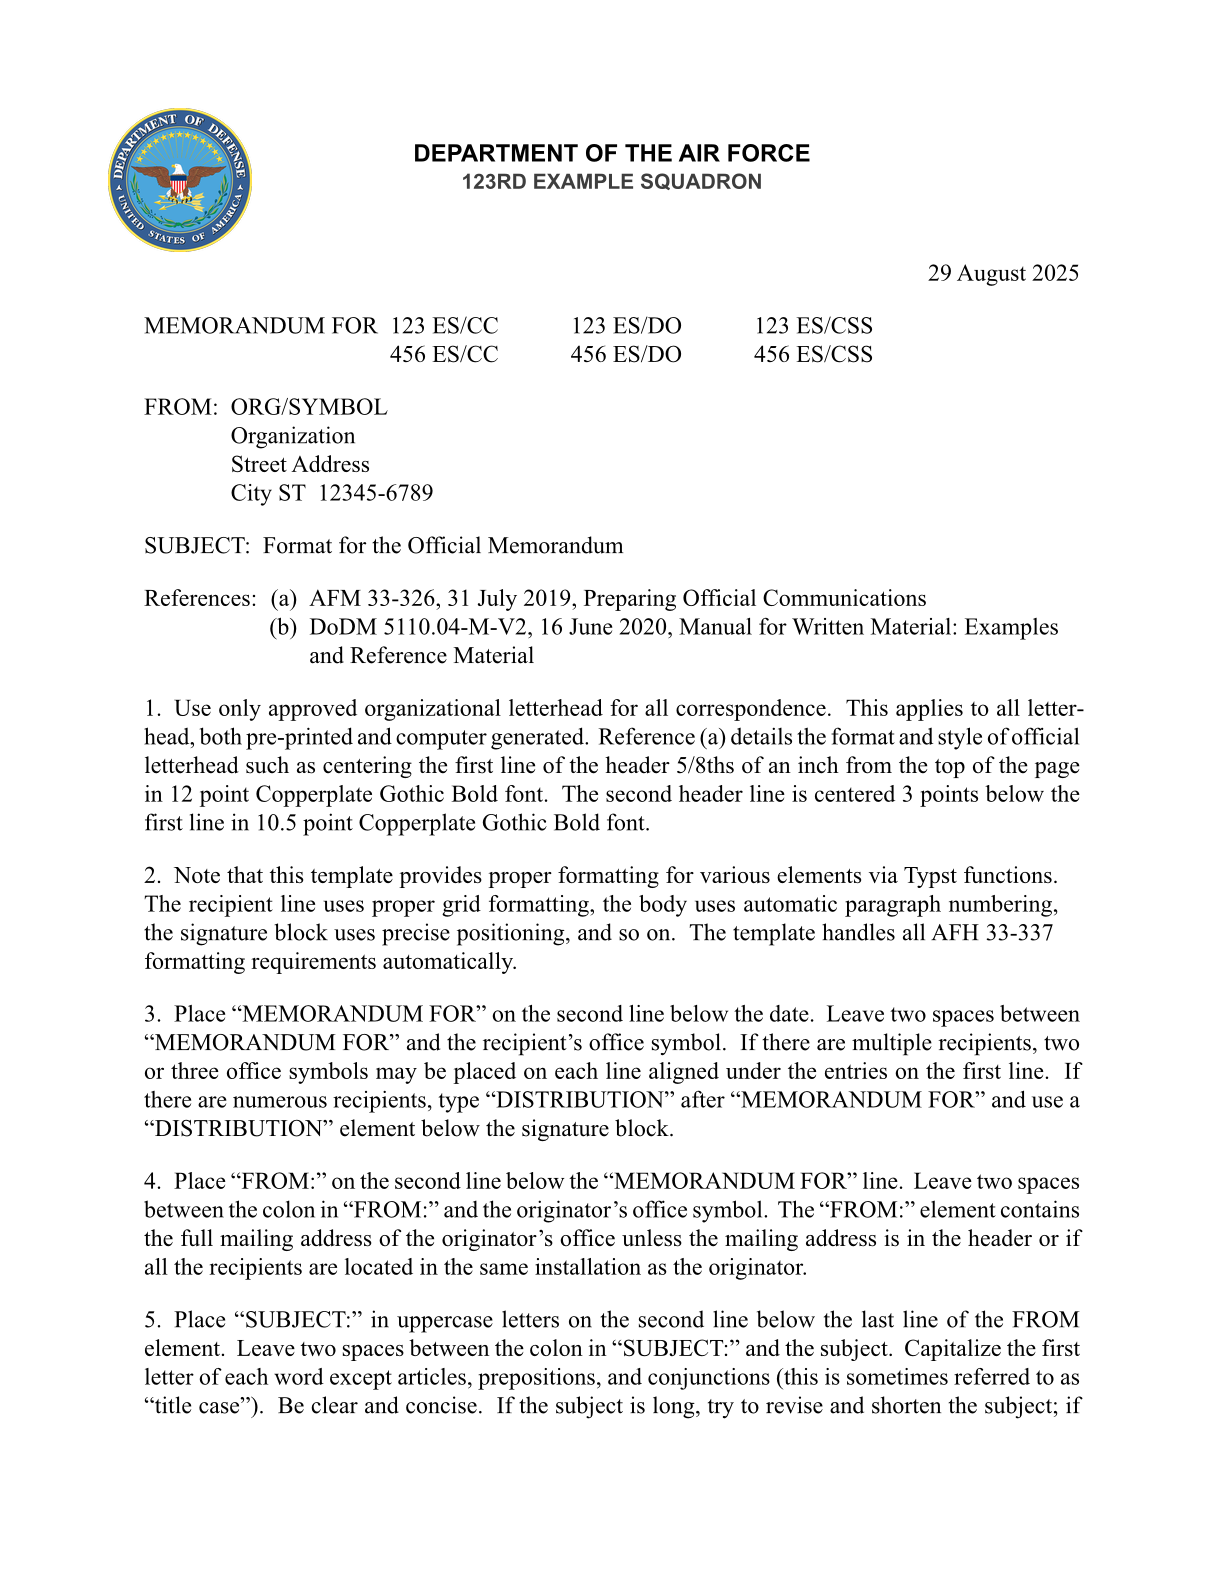 DEPARTMENT OF DEFENSE
UNITED STATES OF AMERICA
DEPARTMENT OF THE AIR FORCE
123RD EXAMPLE SQUADRON
29 August 2025
MEMORANDUM FOR  123 ES/CC 123 ES/DO 123 ES/CSS
456 ES/CC 456 ES/DO 456 ES/CSS
FROM:  ORG/SYMBOL
Organization
Street Address
City ST  12345-6789
SUBJECT:  Format for the Official Memorandum
References:  (a)  AFM 33-326, 31 July 2019, Preparing Official Communications
(b)  DoDM 5110.04-M-V2, 16 June 2020, Manual for Written Material: Examples
and Reference Material
1.  Use only approved organizational letterhead for all correspondence.  This applies to all letter-
head, both pre-printed and computer generated.  Reference (a) details the format and style of official
letterhead such as centering the first line of the header 5/8ths of an inch from the top of the page
in 12 point Copperplate Gothic Bold font.  The second header line is centered 3 points below the
first line in 10.5 point Copperplate Gothic Bold font.
2.  Note that this template provides proper formatting for various elements via Typst functions.
The recipient line uses proper grid formatting, the body uses automatic paragraph numbering,
the signature block uses precise positioning, and so on.  The template handles all AFH 33-337
formatting requirements automatically.
3.  Place “MEMORANDUM FOR” on the second line below the date.  Leave two spaces between
“MEMORANDUM FOR” and the recipient’s office symbol.  If there are multiple recipients, two
or three office symbols may be placed on each line aligned under the entries on the first line.  If
there are numerous recipients, type “DISTRIBUTION” after “MEMORANDUM FOR” and use a
“DISTRIBUTION” element below the signature block.
4.  Place “FROM:” on the second line below the “MEMORANDUM FOR” line.  Leave two spaces
between the colon in “FROM:” and the originator’s office symbol.  The “FROM:” element contains
the full mailing address of the originator’s office unless the mailing address is in the header or if
all the recipients are located in the same installation as the originator.
5.  Place “SUBJECT:” in uppercase letters on the second line below the last line of the FROM
element.  Leave two spaces between the colon in “SUBJECT:” and the subject.  Capitalize the first
letter of each word except articles, prepositions, and conjunctions (this is sometimes referred to as
“title case”).  Be clear and concise.  If the subject is long, try to revise and shorten the subject; if